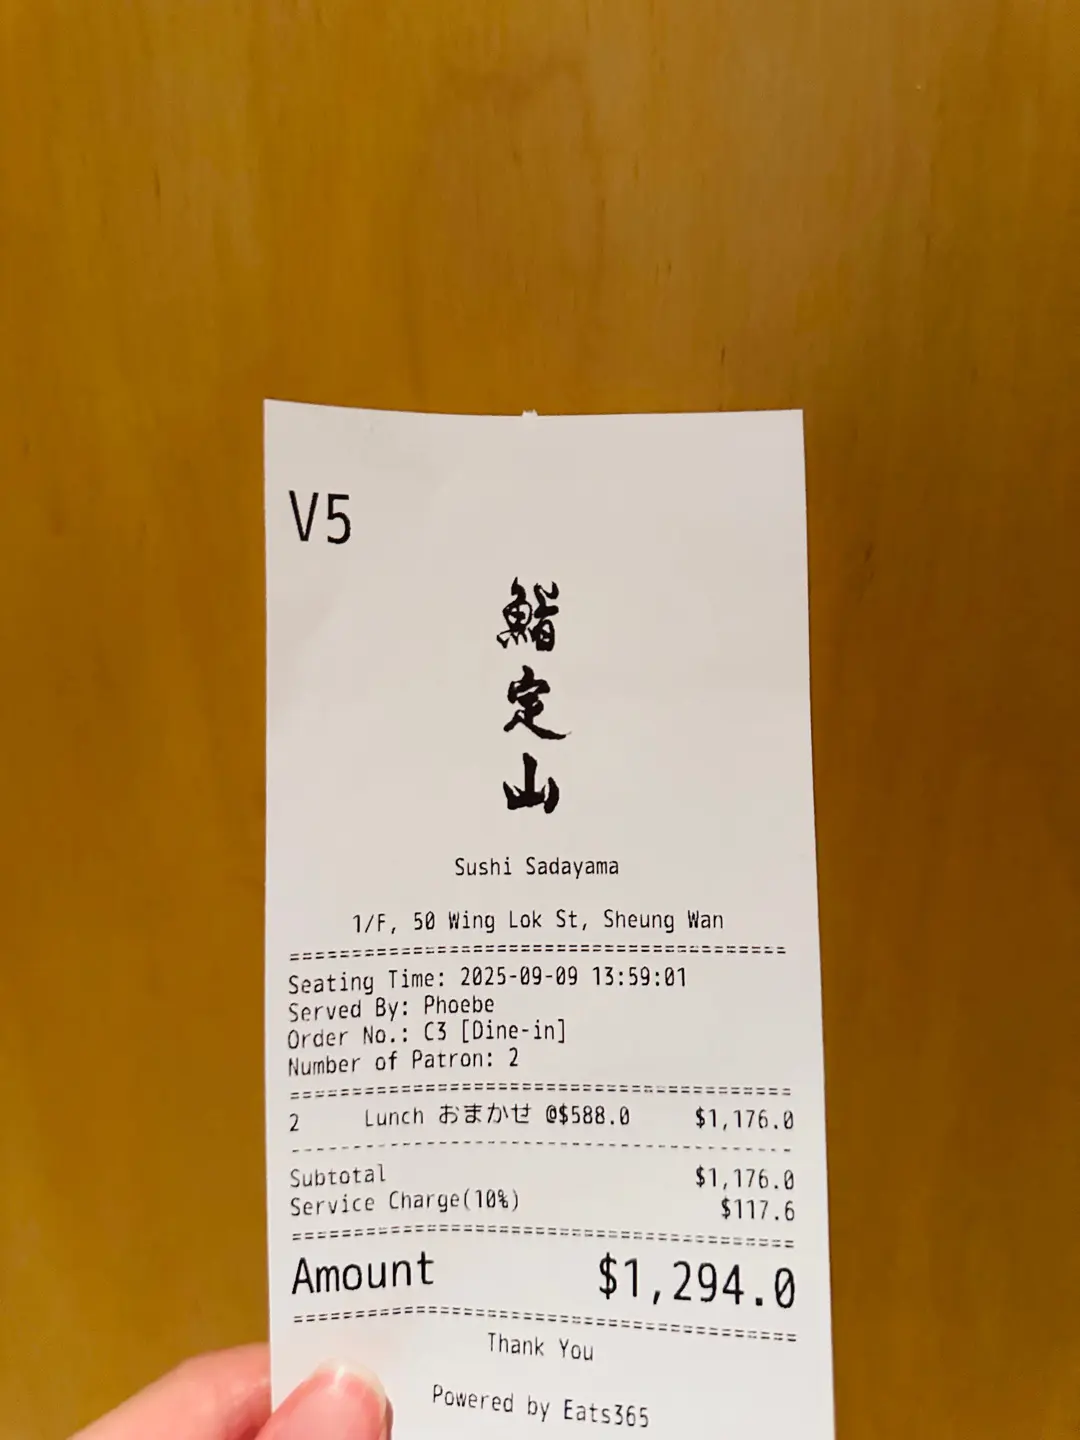 V5
鮨
定
山
Sushi Sadayama
1/F, 50 Wing Lok St, Sheung Wan
Seating Time: 2025-09-09 13:59:01
Served By: Phoebe
Order No.: C3 [Dine-in]
Number of Patron: 2
2 Lunch おまかせ @$588.0 $1,176.0
Subtotal $1,176.0
Service Charge(10%) $117.6
Amount $1,294.0
Thank You
Powered by Eats365